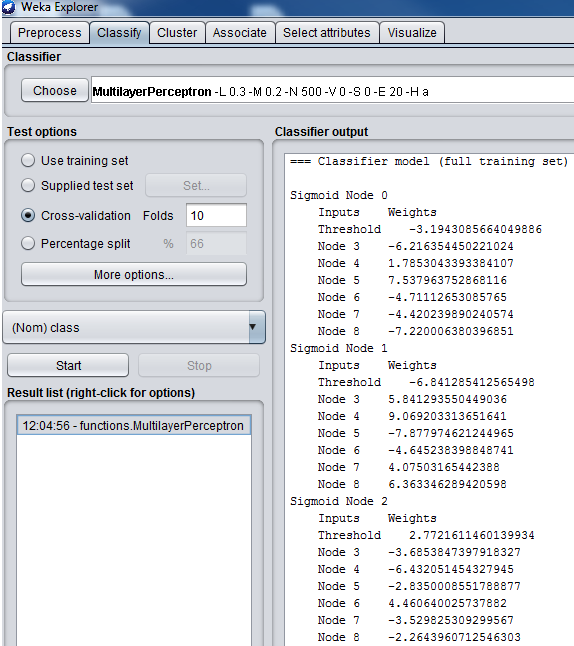 Weka Explorer
Preprocess Classify Cluster Associate Select attributes Visualize
Classifier
Choose MultilayerPerceptron -L 0.3 -M 0.2 -N 500 -V 0 -S 0 -E 20 -H a
Test options
Use training set
Supplied test set Set...
Cross-validation Folds 10
Percentage split % 66
More options...
(Nom) class
Start Stop
Result list (right-click for options)
12:04:56 - functions.MultilayerPerceptron
Classifier output
=== Classifier model (full training set)
Sigmoid Node 0
Inputs Weights
Threshold -3.1943085664049886
Node 3 -6.216354450221024
Node 4 1.7853043393384107
Node 5 7.537963752868116
Node 6 -4.71112653085765
Node 7 -4.420239890240574
Node 8 -7.220006380396851
Sigmoid Node 1
Inputs Weights
Threshold -6.841285412565498
Node 3 5.841293550449036
Node 4 9.069203313651641
Node 5 -7.877974621244965
Node 6 -4.645238398848741
Node 7 4.07503165442388
Node 8 6.363346289420598
Sigmoid Node 2
Inputs Weights
Threshold 2.7721611460139934
Node 3 -3.6853847397918327
Node 4 -6.432051454327945
Node 5 -2.8350008551788877
Node 6 4.460640025737882
Node 7 -3.529825309299567
Node 8 -2.2643960712546303